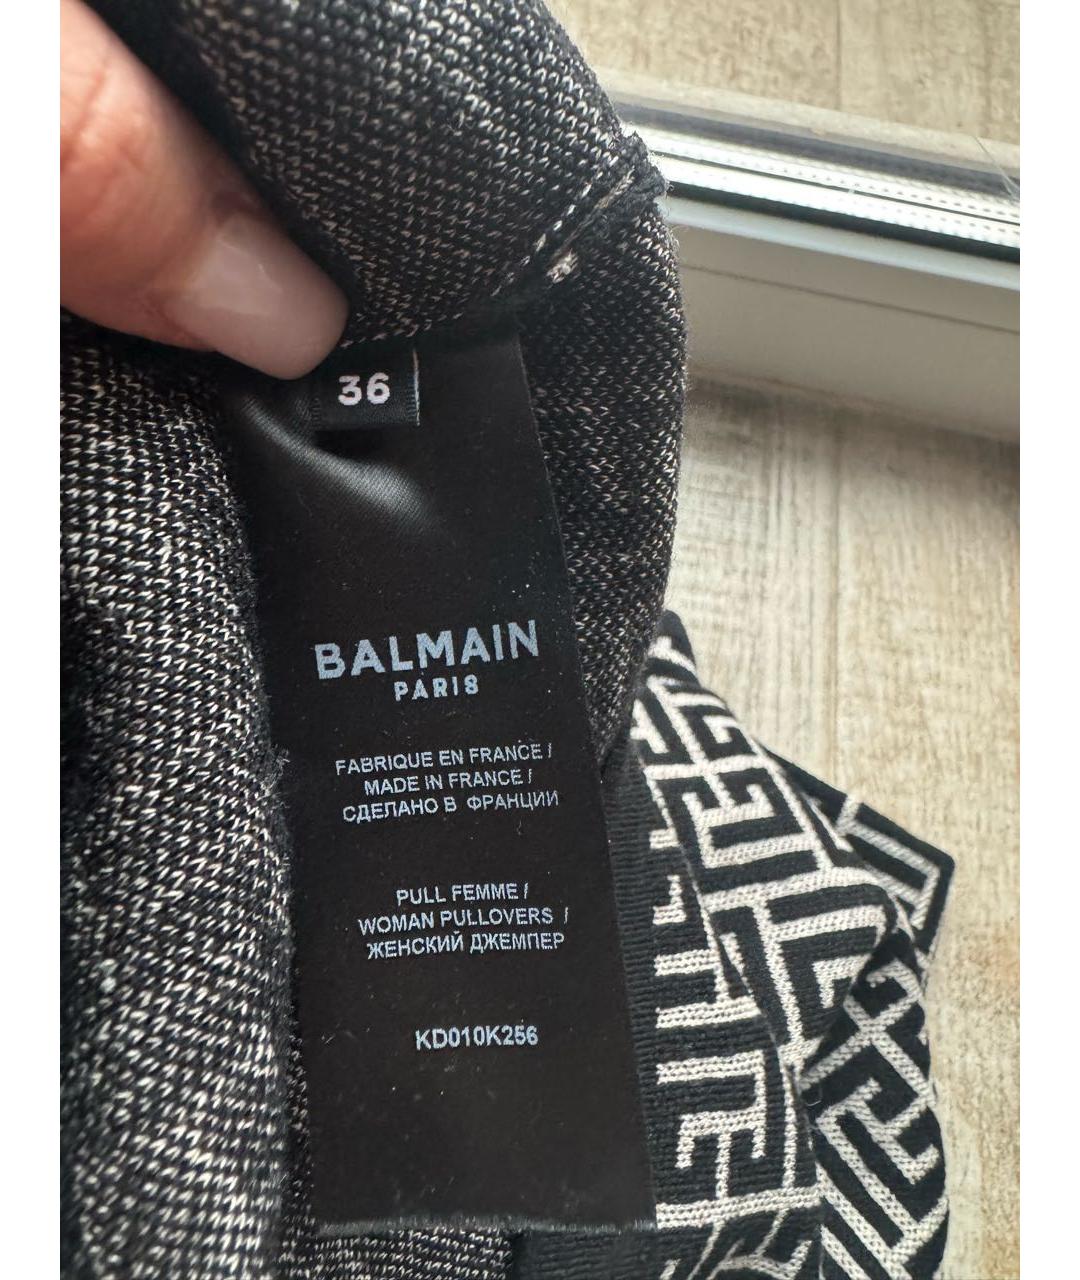 36
BALMAIN
PARIS
FABRIQUE EN FRANCE /
MADE IN FRANCE /
СДЕЛАНО В ФРАНЦИИ
PULL FEMME /
WOMAN PULLOVERS /
ЖЕНСКИЙ ДЖЕМПЕР
KD010K256